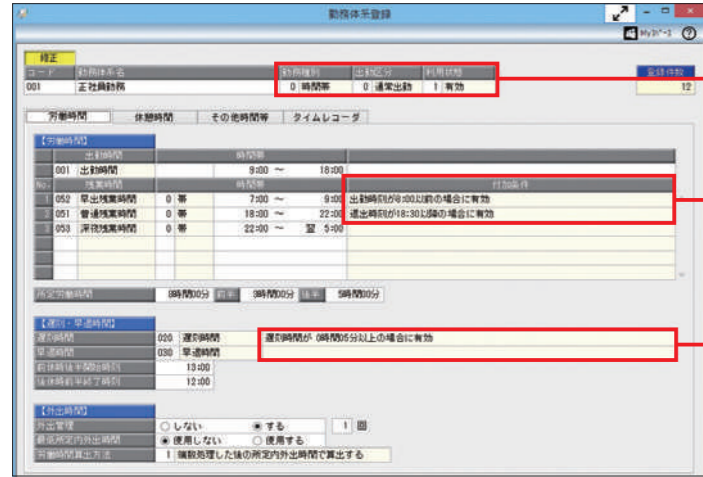 勤務体系登録
Myｽﾍﾟｰｽ
修正
コード 勤務体系名 勤務種別 出勤区分 利用状態 登録件数
001 正社員勤務 0 時間帯 0 通常出勤 1 有効 12
労働時間 休憩時間 その他時間等 タイムレコーダ
【労働時間】
出勤時間 時間帯
001 出勤時間 9:00 ～ 18:00
No. 残業時間 時間帯 付加条件
1 052 早出残業時間 0 帯 7:00 ～ 9:00 出勤時刻が8:00以前の場合に有効
2 051 普通残業時間 0 帯 18:00 ～ 22:00 退出時刻が18:30以降の場合に有効
3 053 深夜残業時間 0 帯 22:00 ～ 翌 5:00
所定労働時間 8時間00分 前半 3時間00分 後半 5時間00分
【遅刻・早退時間】
遅刻時間 020 遅刻時間 遅刻時間が 0時間05分以上の場合に有効
早退時間 030 早退時間
前休時後半開始時刻 13:00
後休時前半終了時刻 12:00
【外出時間】
外出管理 しない する 1 回
最低所定内外出時間 使用しない 使用する
労働時間算出方法 1 端数処理した後の所定内外出時間で算出する